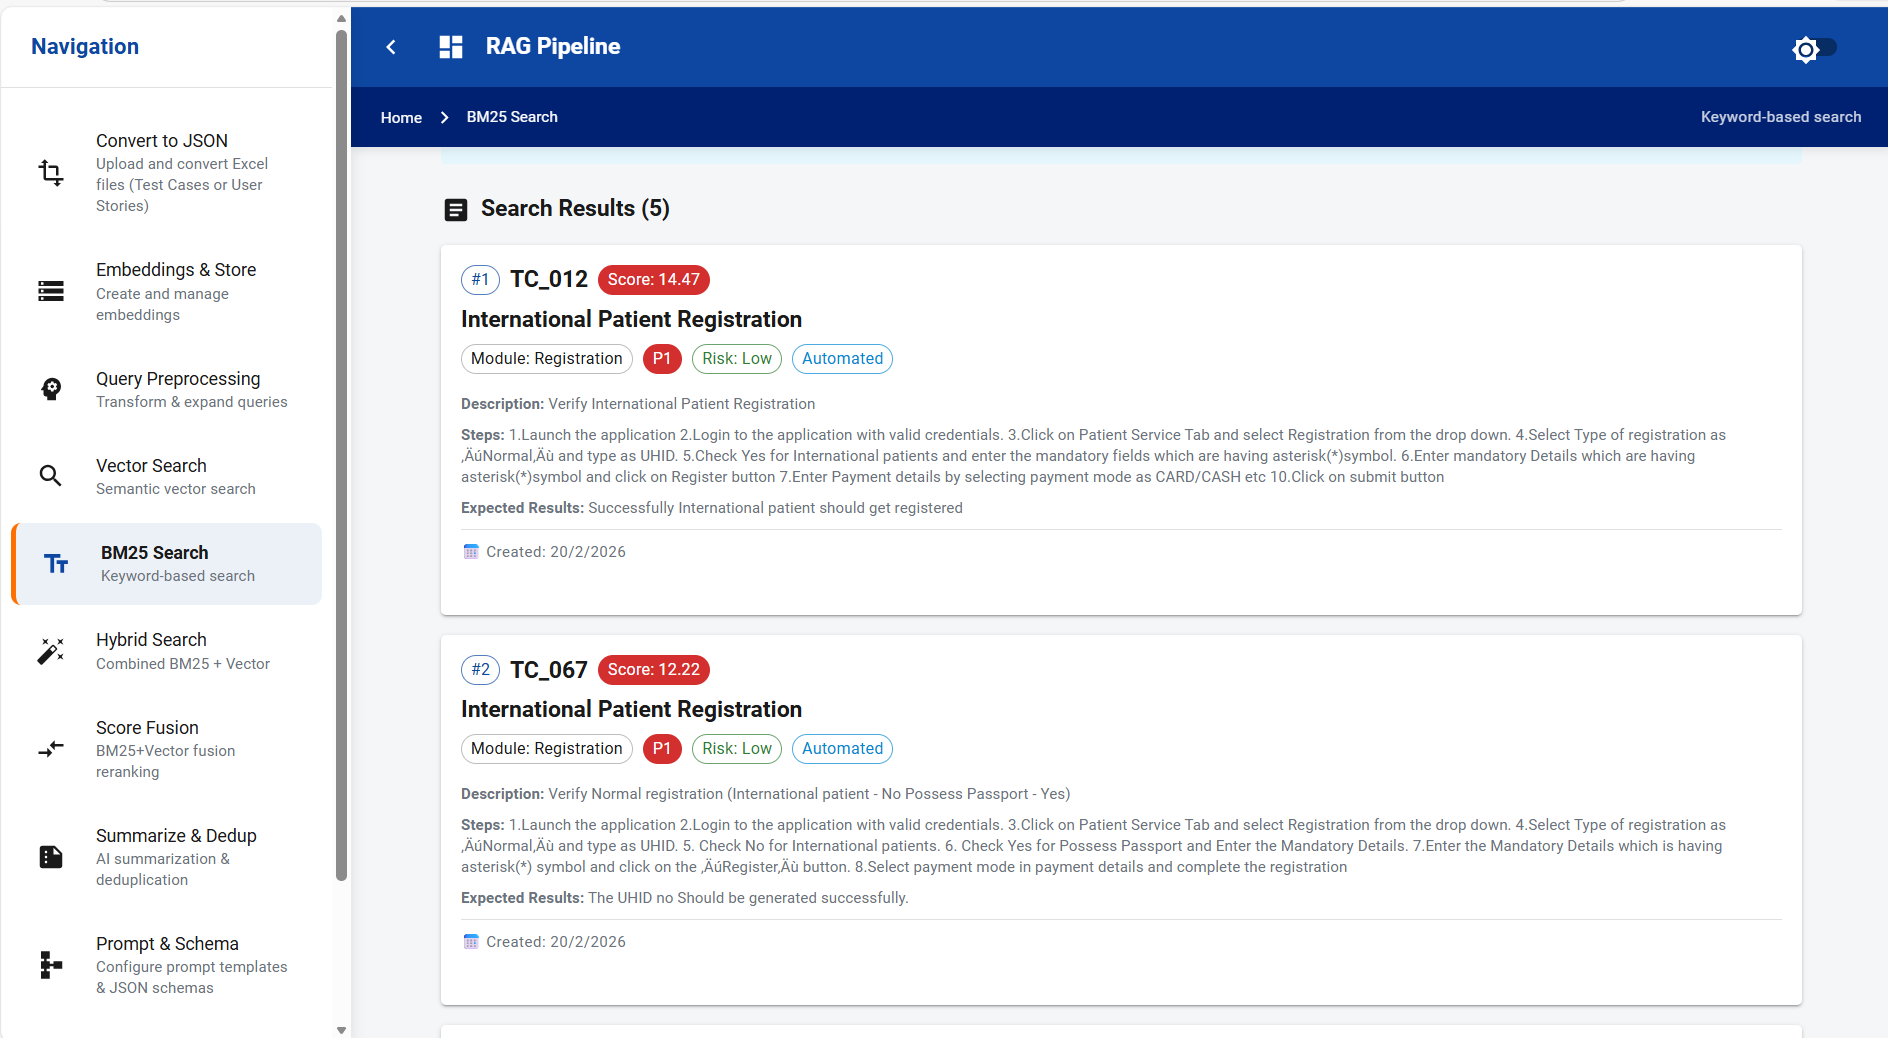 Navigation
Convert to JSON
Upload and convert Excel
files (Test Cases or User
Stories)
Embeddings & Store
Create and manage
embeddings
Query Preprocessing
Transform & expand queries
Vector Search
Semantic vector search
BM25 Search
Keyword-based search
Hybrid Search
Combined BM25 + Vector
Score Fusion
BM25+Vector fusion
reranking
Summarize & Dedup
AI summarization &
deduplication
Prompt & Schema
Configure prompt templates
& JSON schemas
RAG Pipeline
Home
BM25 Search
Keyword-based search
Search Results (5)
#1 TC_012 Score: 14.47
International Patient Registration
Module: Registration P1 Risk: Low Automated
Description: Verify International Patient Registration
Steps: 1.Launch the application 2.Login to the application with valid credentials. 3.Click on Patient Service Tab and select Registration from the drop down. 4.Select Type of registration as
‚ÄúNormal‚Äù and type as UHID. 5.Check Yes for International patients and enter the mandatory fields which are having asterisk(*)symbol. 6.Enter mandatory Details which are having
asterisk(*)symbol and click on Register button 7.Enter Payment details by selecting payment mode as CARD/CASH etc 10.Click on submit button
Expected Results: Successfully International patient should get registered
Created: 20/2/2026
#2 TC_067 Score: 12.22
International Patient Registration
Module: Registration P1 Risk: Low Automated
Description: Verify Normal registration (International patient - No Possess Passport - Yes)
Steps: 1.Launch the application 2.Login to the application with valid credentials. 3.Click on Patient Service Tab and select Registration from the drop down. 4.Select Type of registration as
‚ÄúNormal‚Äù and type as UHID. 5. Check No for International patients. 6. Check Yes for Possess Passport and Enter the Mandatory Details. 7.Enter the Mandatory Details which is having
asterisk(*) symbol and click on the ‚ÄúRegister‚Äù button. 8.Select payment mode in payment details and complete the registration
Expected Results: The UHID no Should be generated successfully.
Created: 20/2/2026